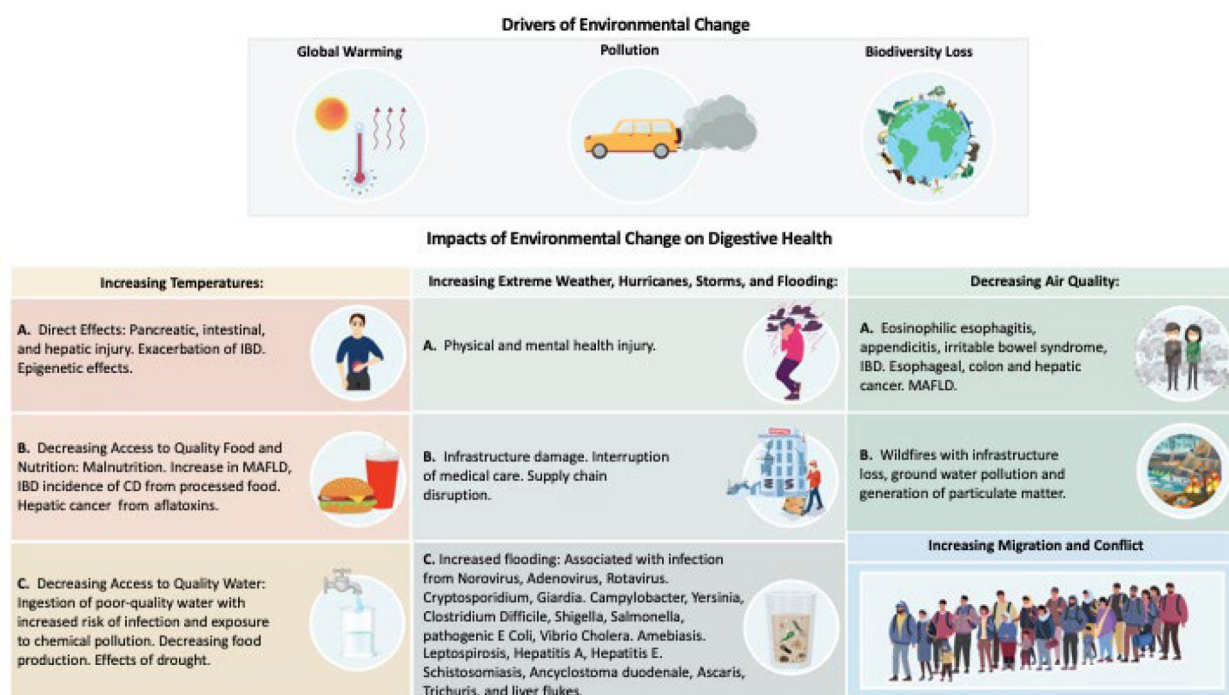 Drivers of Environmental Change
Global Warming
Pollution
Biodiversity Loss
Impacts of Environmental Change on Digestive Health
Increasing Temperatures:
A. Direct Effects: Pancreatic, intestinal,
and hepatic injury. Exacerbation of IBD.
Epigenetic effects.
B. Decreasing Access to Quality Food and
Nutrition: Malnutrition. Increase in MAFLD,
IBD incidence of CD from processed food.
Hepatic cancer from aflatoxins.
C. Decreasing Access to Quality Water:
Ingestion of poor-quality water with
increased risk of infection and exposure
to chemical pollution. Decreasing food
production. Effects of drought.
Increasing Extreme Weather, Hurricanes, Storms, and Flooding:
A. Physical and mental health injury.
B. Infrastructure damage. Interruption
of medical care. Supply chain
disruption.
HOSPITAL
C. Increased flooding: Associated with infection
from Norovirus, Adenovirus, Rotavirus.
Cryptosporidium, Giardia. Campylobacter, Yersinia,
Clostridium Difficile, Shigella, Salmonella,
pathogenic E Coli, Vibrio Cholera. Amebiasis.
Leptospirosis, Hepatitis A, Hepatitis E.
Schistosomiasis, Ancyclostoma duodenale, Ascaris,
Trichuris, and liver flukes.
Decreasing Air Quality:
A. Eosinophilic esophagitis,
appendicitis, irritable bowel syndrome,
IBD. Esophageal, colon and hepatic
cancer. MAFLD.
B. Wildfires with infrastructure
loss, ground water pollution and
generation of particulate matter.
Increasing Migration and Conflict